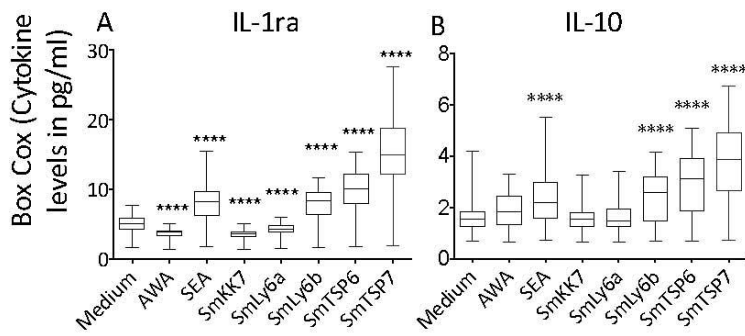 A
IL-1ra
Box Cox (Cytokine
levels in pg/ml)
30
20
10
0
****
****
****
****
****
****
****
Medium
AWA
SEA
SmKK7
SmLy6a
SmLy6b
SmTSP6
SmTSP7
B
IL-10
8
6
4
2
0
****
****
****
****
Medium
AWA
SEA
SmKK7
SmLy6a
SmLy6b
SmTSP6
SmTSP7